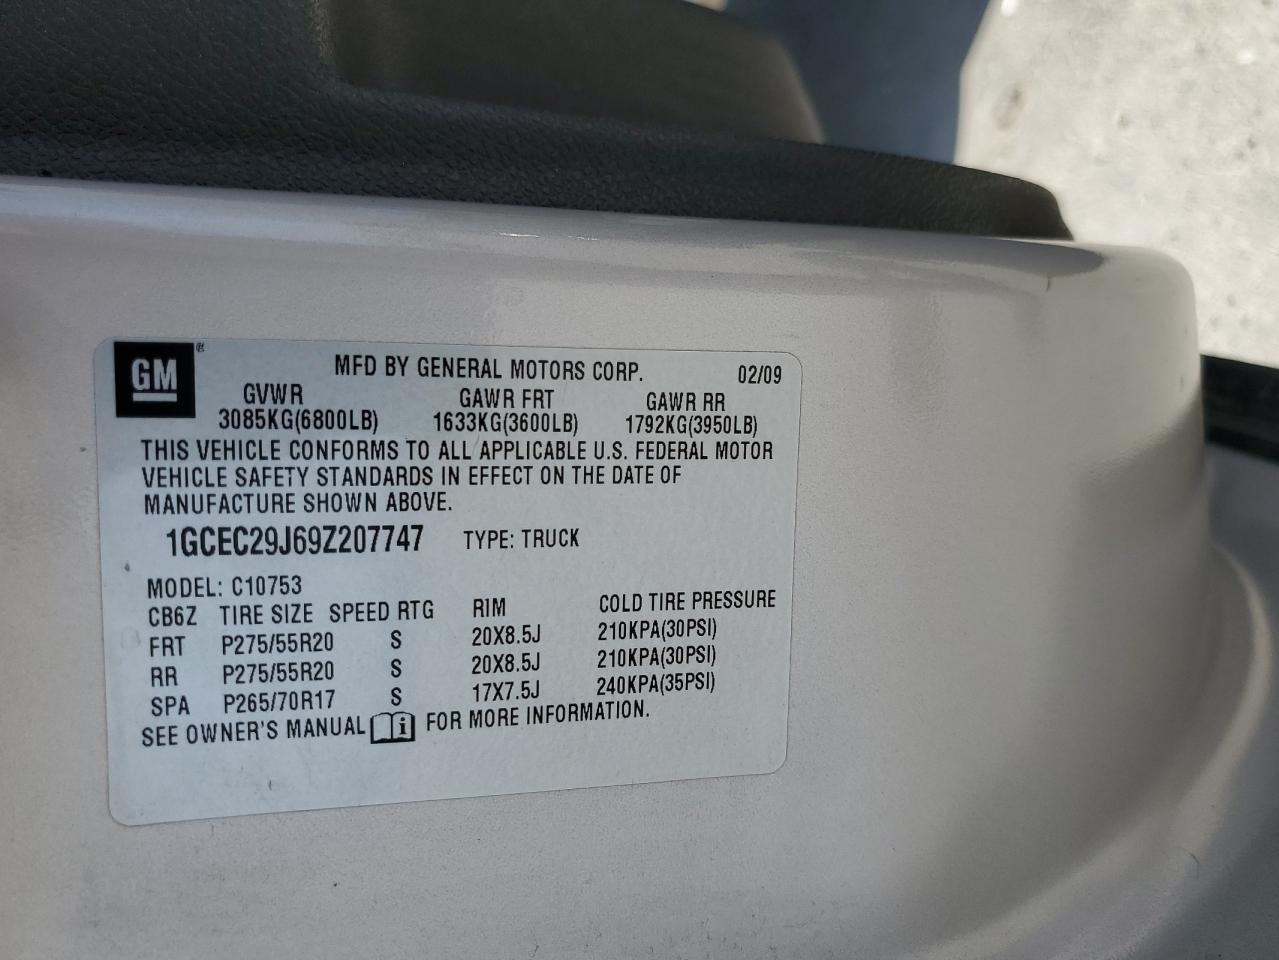 GM®
MFD BY GENERAL MOTORS CORP. 02/09
GVWR GAWR FRT GAWR RR
3085KG(6800LB) 1633KG(3600LB) 1792KG(3950LB)
THIS VEHICLE CONFORMS TO ALL APPLICABLE U.S. FEDERAL MOTOR
VEHICLE SAFETY STANDARDS IN EFFECT ON THE DATE OF
MANUFACTURE SHOWN ABOVE.
1GCEC29J69Z207747 TYPE: TRUCK
MODEL: C10753
CB6Z TIRE SIZE SPEED RTG RIM COLD TIRE PRESSURE
FRT P275/55R20 S 20X8.5J 210KPA(30PSI)
RR P275/55R20 S 20X8.5J 210KPA(30PSI)
SPA P265/70R17 S 17X7.5J 240KPA(35PSI)
SEE OWNER'S MANUAL i FOR MORE INFORMATION.